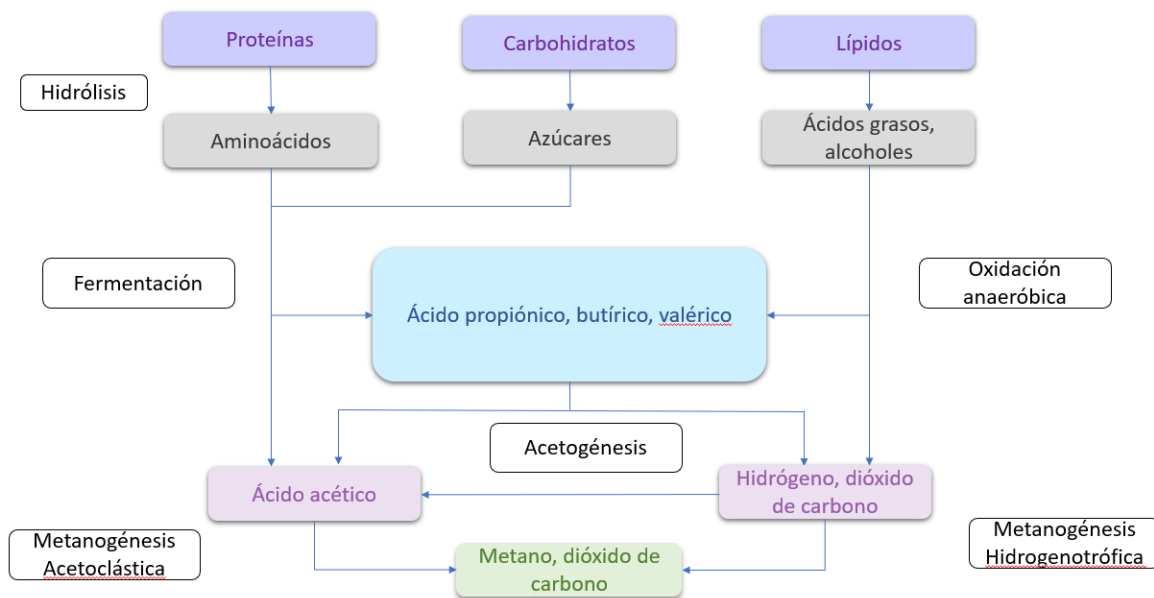 Proteínas
Carbohidratos
Lípidos
Hidrólisis
Aminoácidos
Azúcares
Ácidos grasos,
alcoholes
Fermentación
Ácido propiónico, butírico, valérico
Oxidación
anaeróbica
Acetogénesis
Ácido acético
Hidrógeno, dióxido
de carbono
Metanogénesis
Acetoclástica
Metano, dióxido de
carbono
Metanogénesis
Hidrogenotrófica